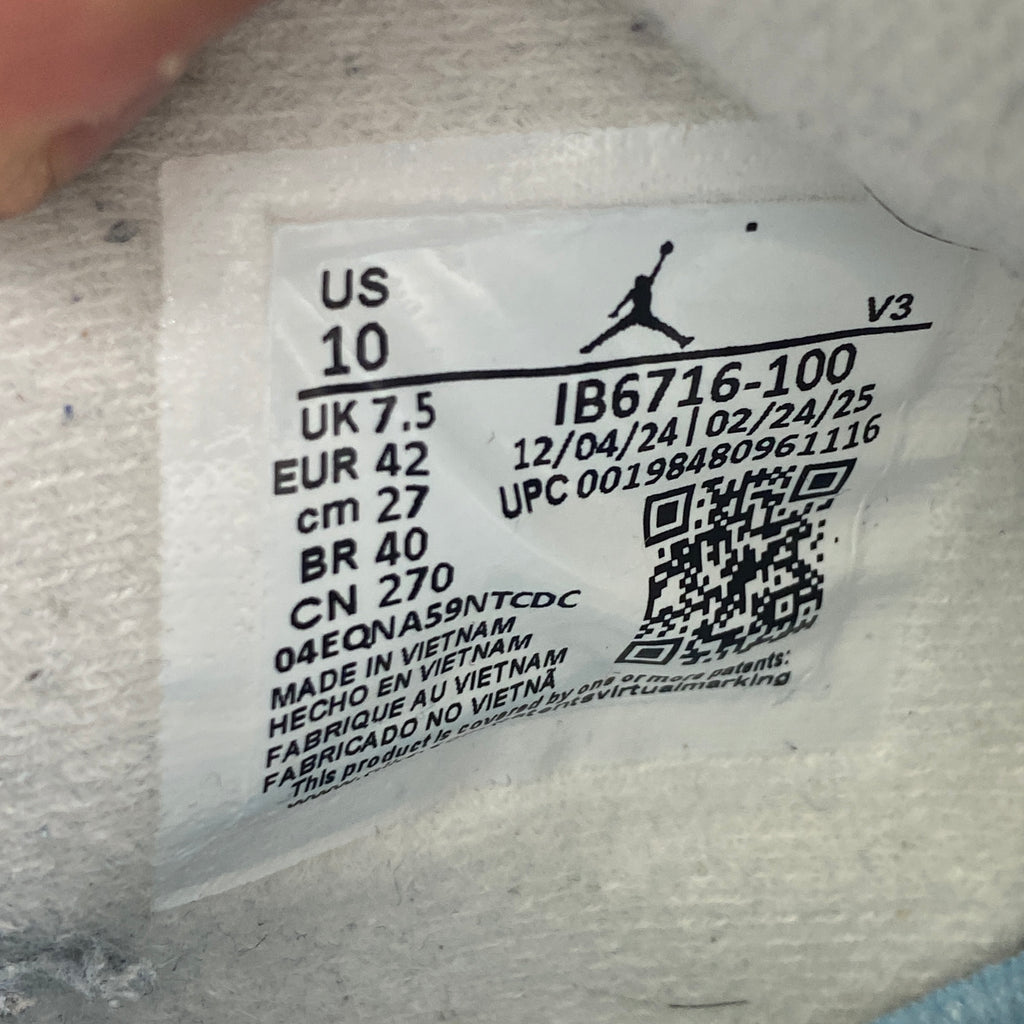 US
10
V3
UK 7.5
EUR 42
cm 27
BR 40
CN 270
IB6716-100
12/04/24 | 02/24/25
UPC 00198480961116
04EQNA59NTCDC
MADE IN VIETNAM
HECHO EN VIETNAM
FABRIQUE AU VIETNAM
FABRICADO NO VIETNÃ
This product is covered by one or more patents: